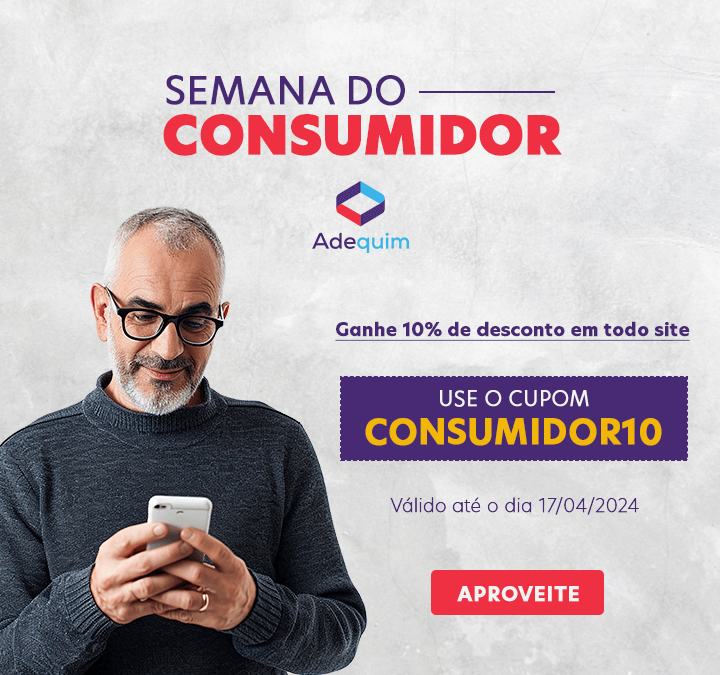 SEMANA DO
CONSUMIDOR
Adequim
Ganhe 10% de desconto em todo site
USE O CUPOM
CONSUMIDOR10
Válido até o dia 17/04/2024
APROVEITE